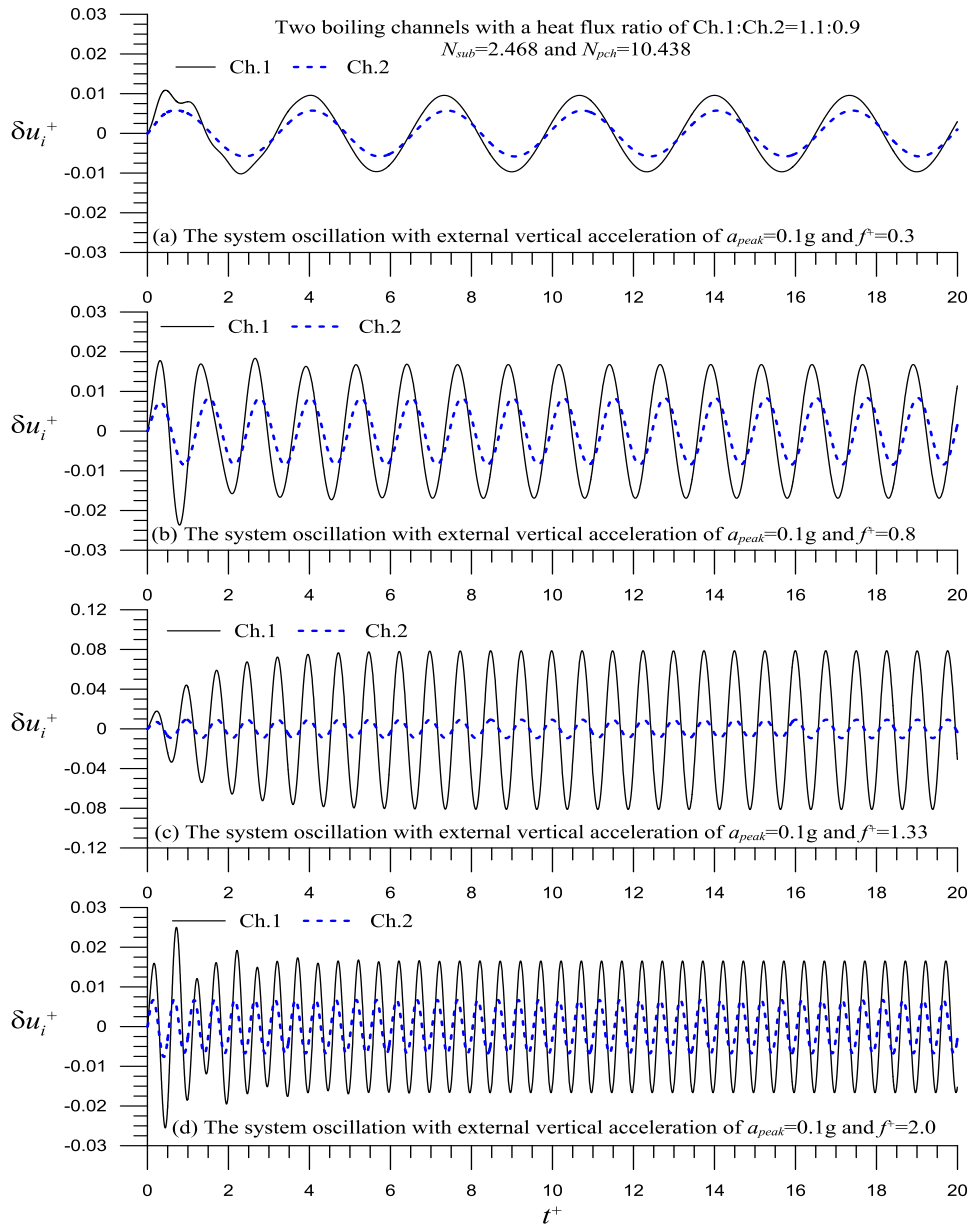 Two boiling channels with a heat flux ratio of Ch.1:Ch.2=1.1:0.9
N_sub=2.468 and N_pch=10.438
Ch.1 Ch.2
0.03
0.02
0.01
0
-0.01
-0.02
-0.03
δu_i^+
(a) The system oscillation with external vertical acceleration of a_peak=0.1g and f^+=0.3
0 2 4 6 8 10 12 14 16 18 20
Ch.1 Ch.2
0.03
0.02
0.01
0
-0.01
-0.02
-0.03
δu_i^+
(b) The system oscillation with external vertical acceleration of a_peak=0.1g and f^+=0.8
0 2 4 6 8 10 12 14 16 18 20
Ch.1 Ch.2
0.12
0.08
0.04
0
-0.04
-0.08
-0.12
δu_i^+
(c) The system oscillation with external vertical acceleration of a_peak=0.1g and f^+=1.33
0 2 4 6 8 10 12 14 16 18 20
Ch.1 Ch.2
0.03
0.02
0.01
0
-0.01
-0.02
-0.03
δu_i^+
(d) The system oscillation with external vertical acceleration of a_peak=0.1g and f^+=2.0
0 2 4 6 8 10 12 14 16 18 20
t^+